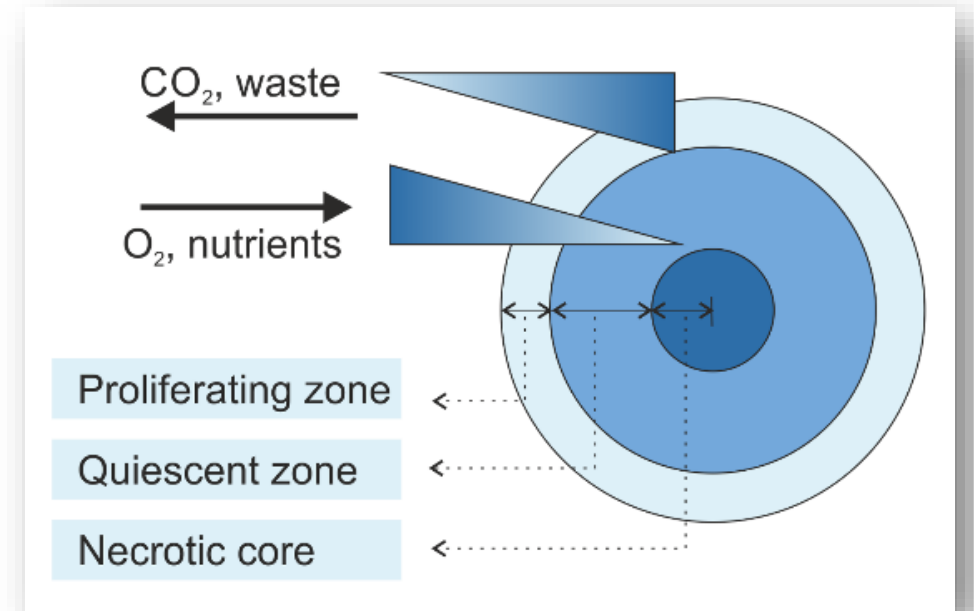 CO₂, waste
O₂, nutrients
Proliferating zone
Quiescent zone
Necrotic core